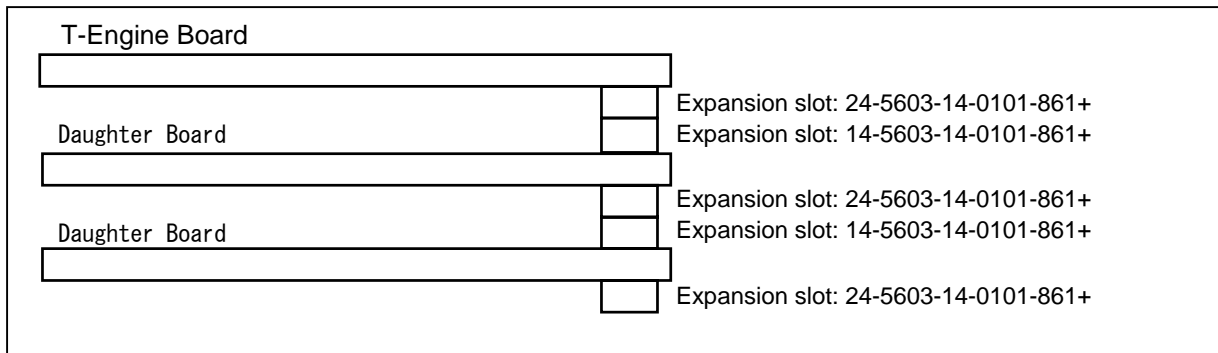 T-Engine Board
Expansion slot: 24-5603-14-0101-861+
Daughter Board
Expansion slot: 14-5603-14-0101-861+
Expansion slot: 24-5603-14-0101-861+
Daughter Board
Expansion slot: 14-5603-14-0101-861+
Expansion slot: 24-5603-14-0101-861+